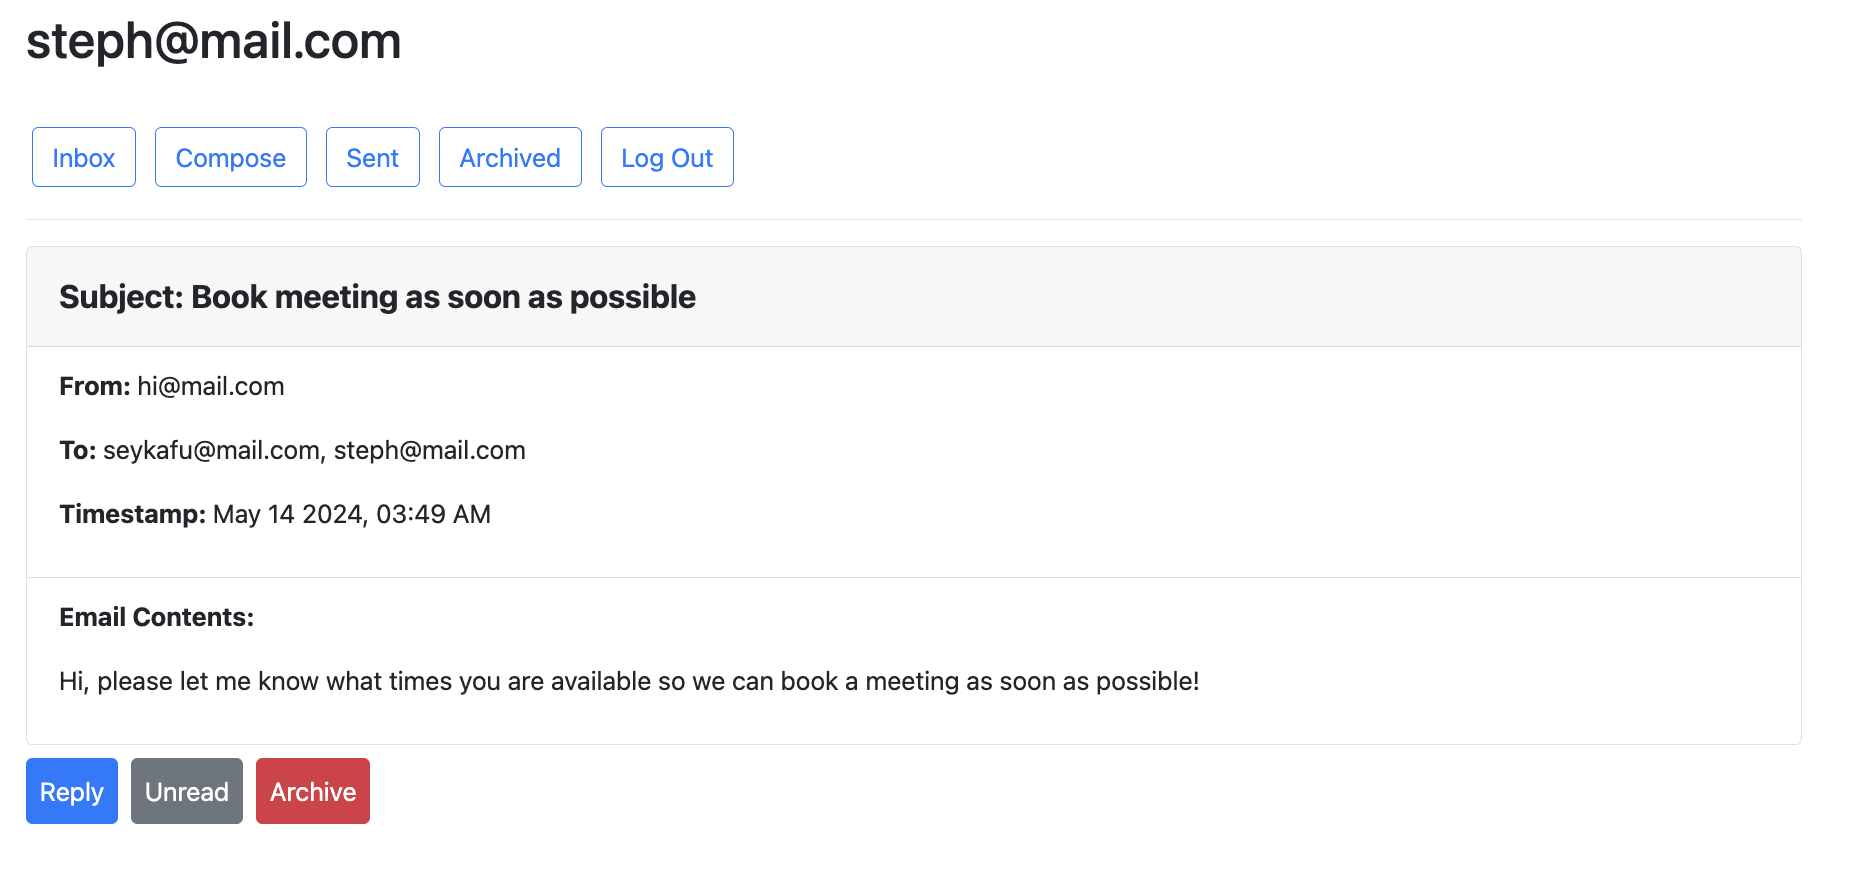 steph@mail.com
Inbox Compose Sent Archived Log Out
Subject: Book meeting as soon as possible
From: hi@mail.com
To: seykafu@mail.com, steph@mail.com
Timestamp: May 14 2024, 03:49 AM
Email Contents:
Hi, please let me know what times you are available so we can book a meeting as soon as possible!
Reply Unread Archive